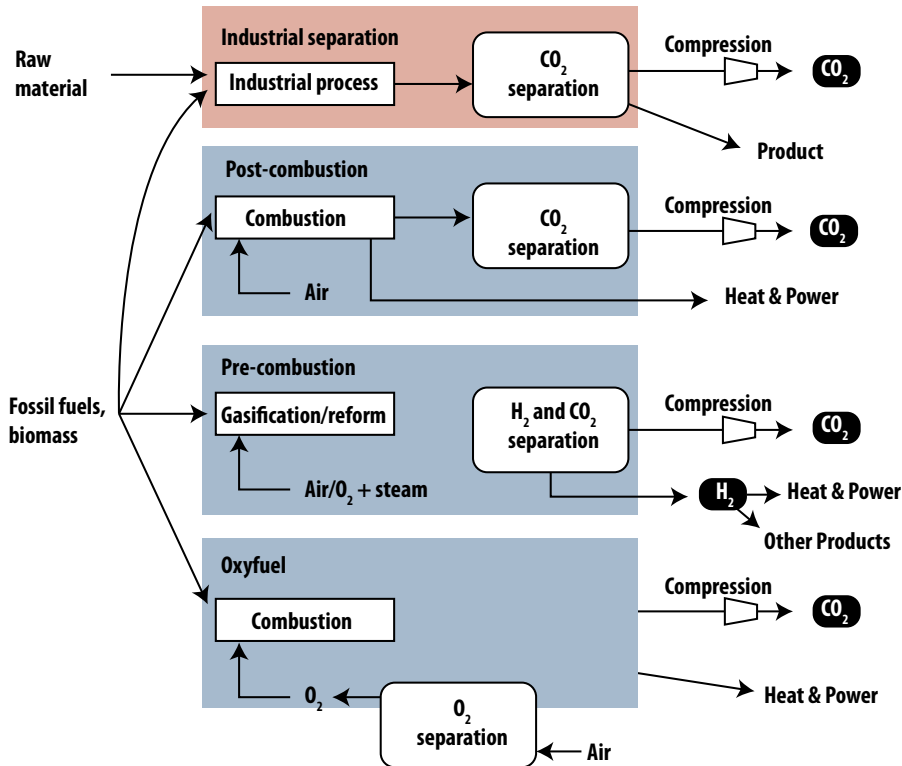 Industrial separation
Raw
material
Industrial process
CO₂
separation
Compression
CO₂
Product
Post-combustion
Combustion
CO₂
separation
Compression
CO₂
Air
Heat & Power
Fossil fuels,
biomass
Pre-combustion
Gasification/reform
H₂ and CO₂
separation
Compression
CO₂
Air/O₂ + steam
H₂
Heat & Power
Other Products
Oxyfuel
Combustion
Compression
CO₂
O₂
O₂
separation
Air
Heat & Power